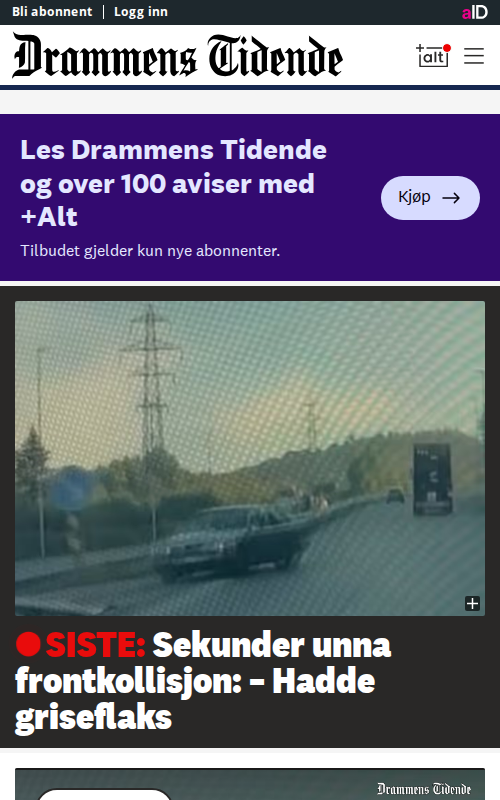 Bli abonnent | Logg inn
aID
Drammens Tidende
+alt
Les Drammens Tidende
og over 100 aviser med
+Alt
Kjøp →
Tilbudet gjelder kun nye abonnenter.
SISTE: Sekunder unna
frontkollisjon: – Hadde
griseflaks
Drammens Tidende